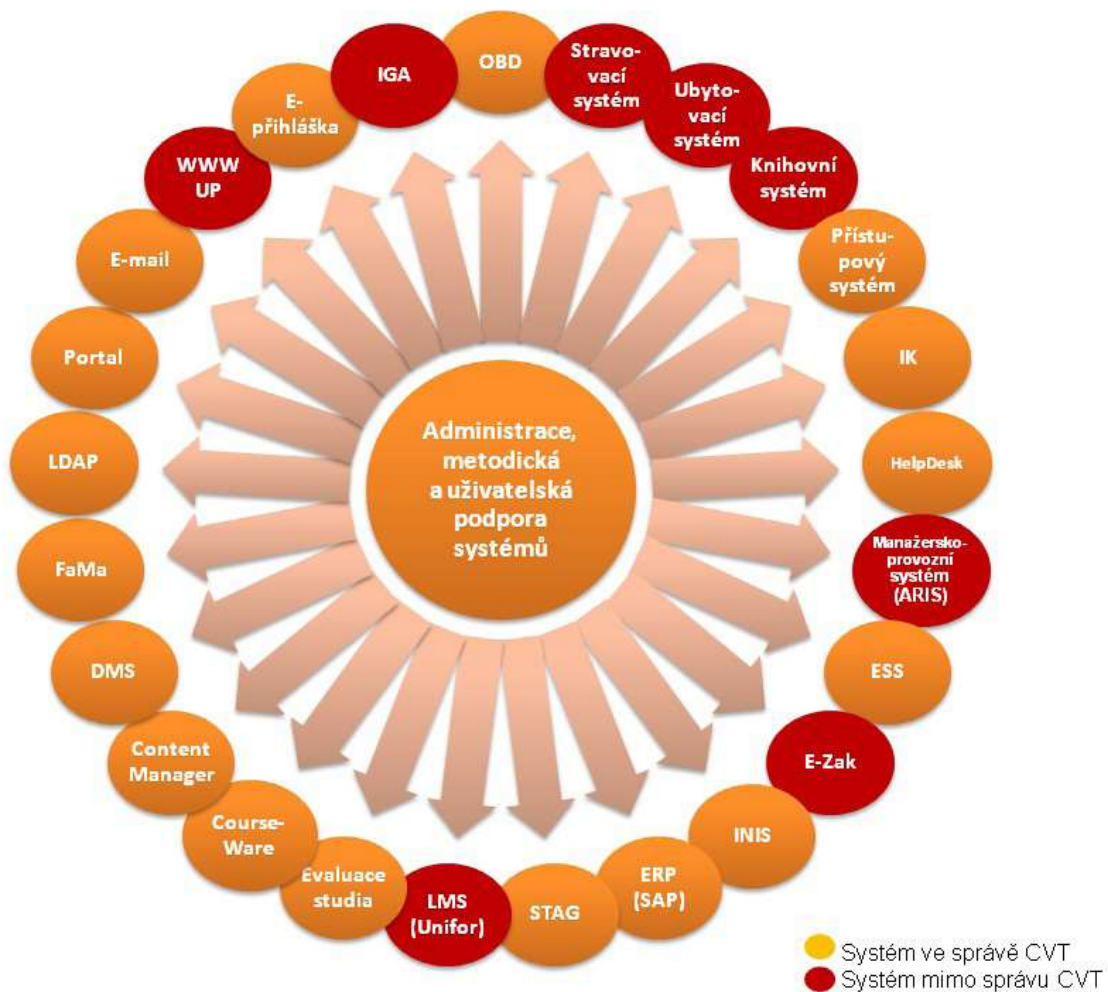 OBD
Stravo-
vací
systém
Ubyto-
vací
systém
Knihovní
systém
Přístu-
pový
systém
IK
HelpDesk
Manažersko-
provozní
systém
(ARIS)
ESS
E-Zak
INIS
ERP
(SAP)
STAG
LMS
(Unifor)
Evaluace
studia
Course-
Ware
Content
Manager
DMS
FaMa
LDAP
Portal
E-mail
WWW
UP
E-
přihláška
IGA
Administrace,
metodická
a uživatelská
podpora
systémů
Systém ve správě CVT
Systém mimo správu CVT